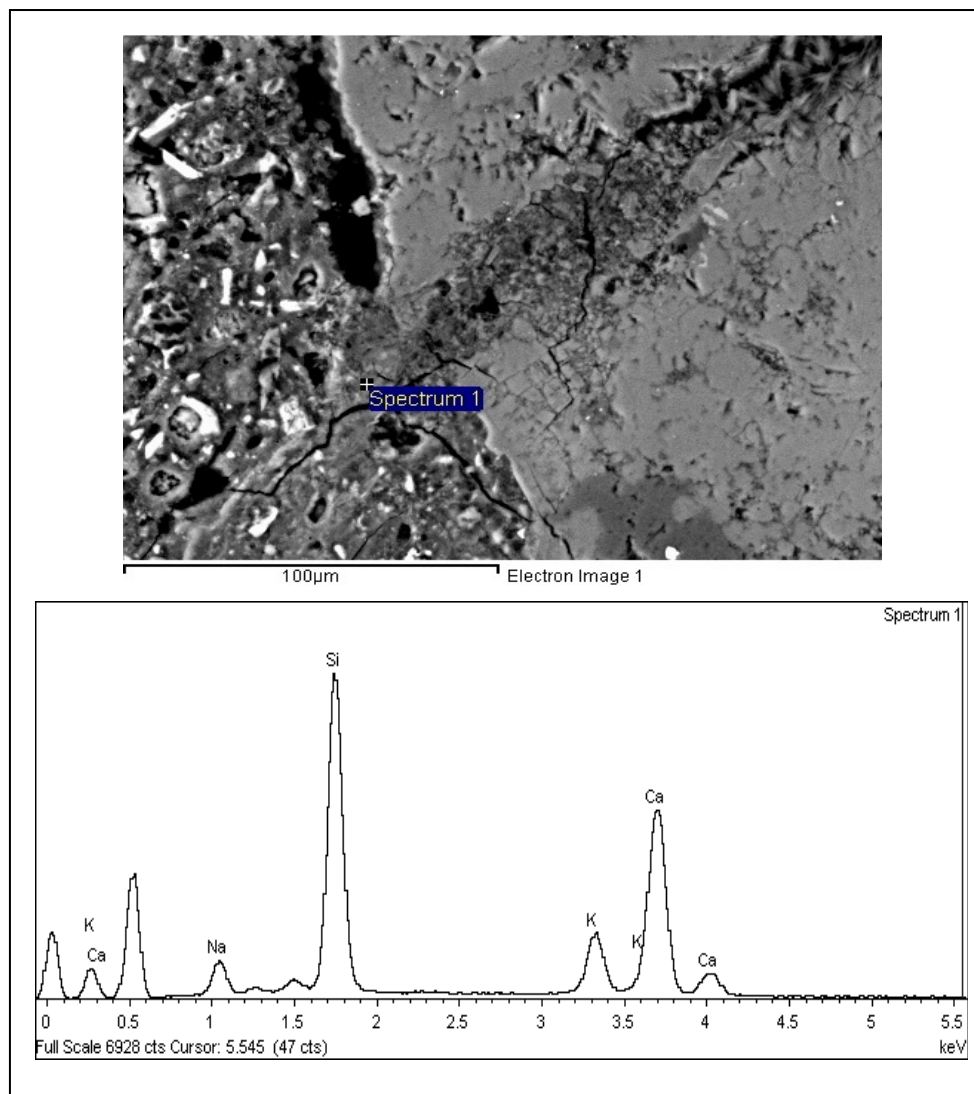 Spectrum 1
100µm Electron Image 1
Spectrum 1
Si
Ca
K
K
K
Ca
Na
Ca
0 0.5 1 1.5 2 2.5 3 3.5 4 4.5 5 5.5
Full Scale 6928 cts Cursor: 5.545 (47 cts) keV